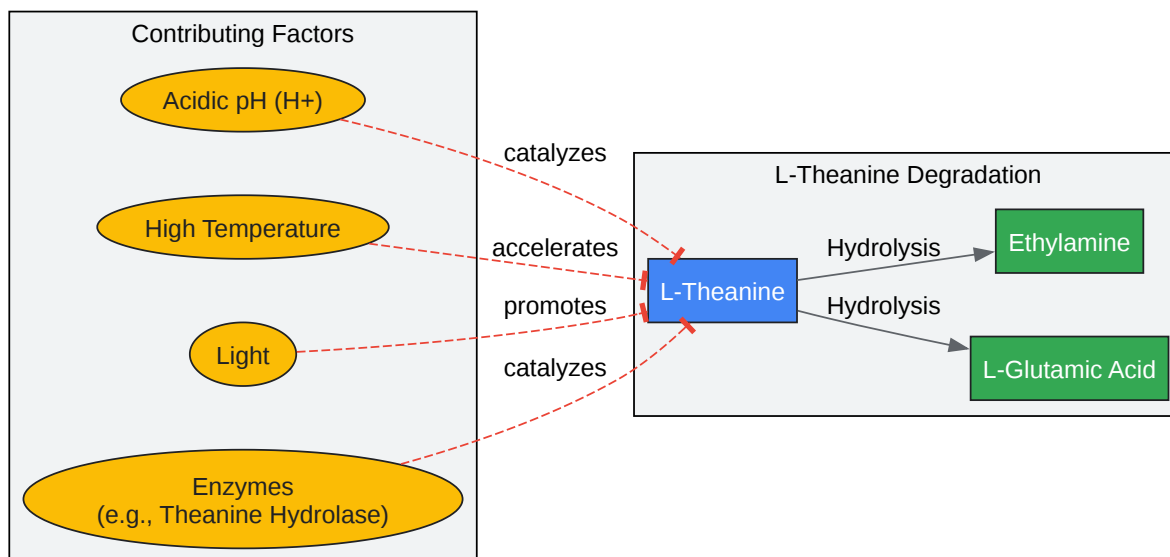 Contributing Factors
Acidic pH (H+)
High Temperature
Light
Enzymes
(e.g., Theanine Hydrolase)
catalyzes
accelerates
promotes
catalyzes
L-Theanine Degradation
L-Theanine
Hydrolysis
Hydrolysis
Ethylamine
L-Glutamic Acid